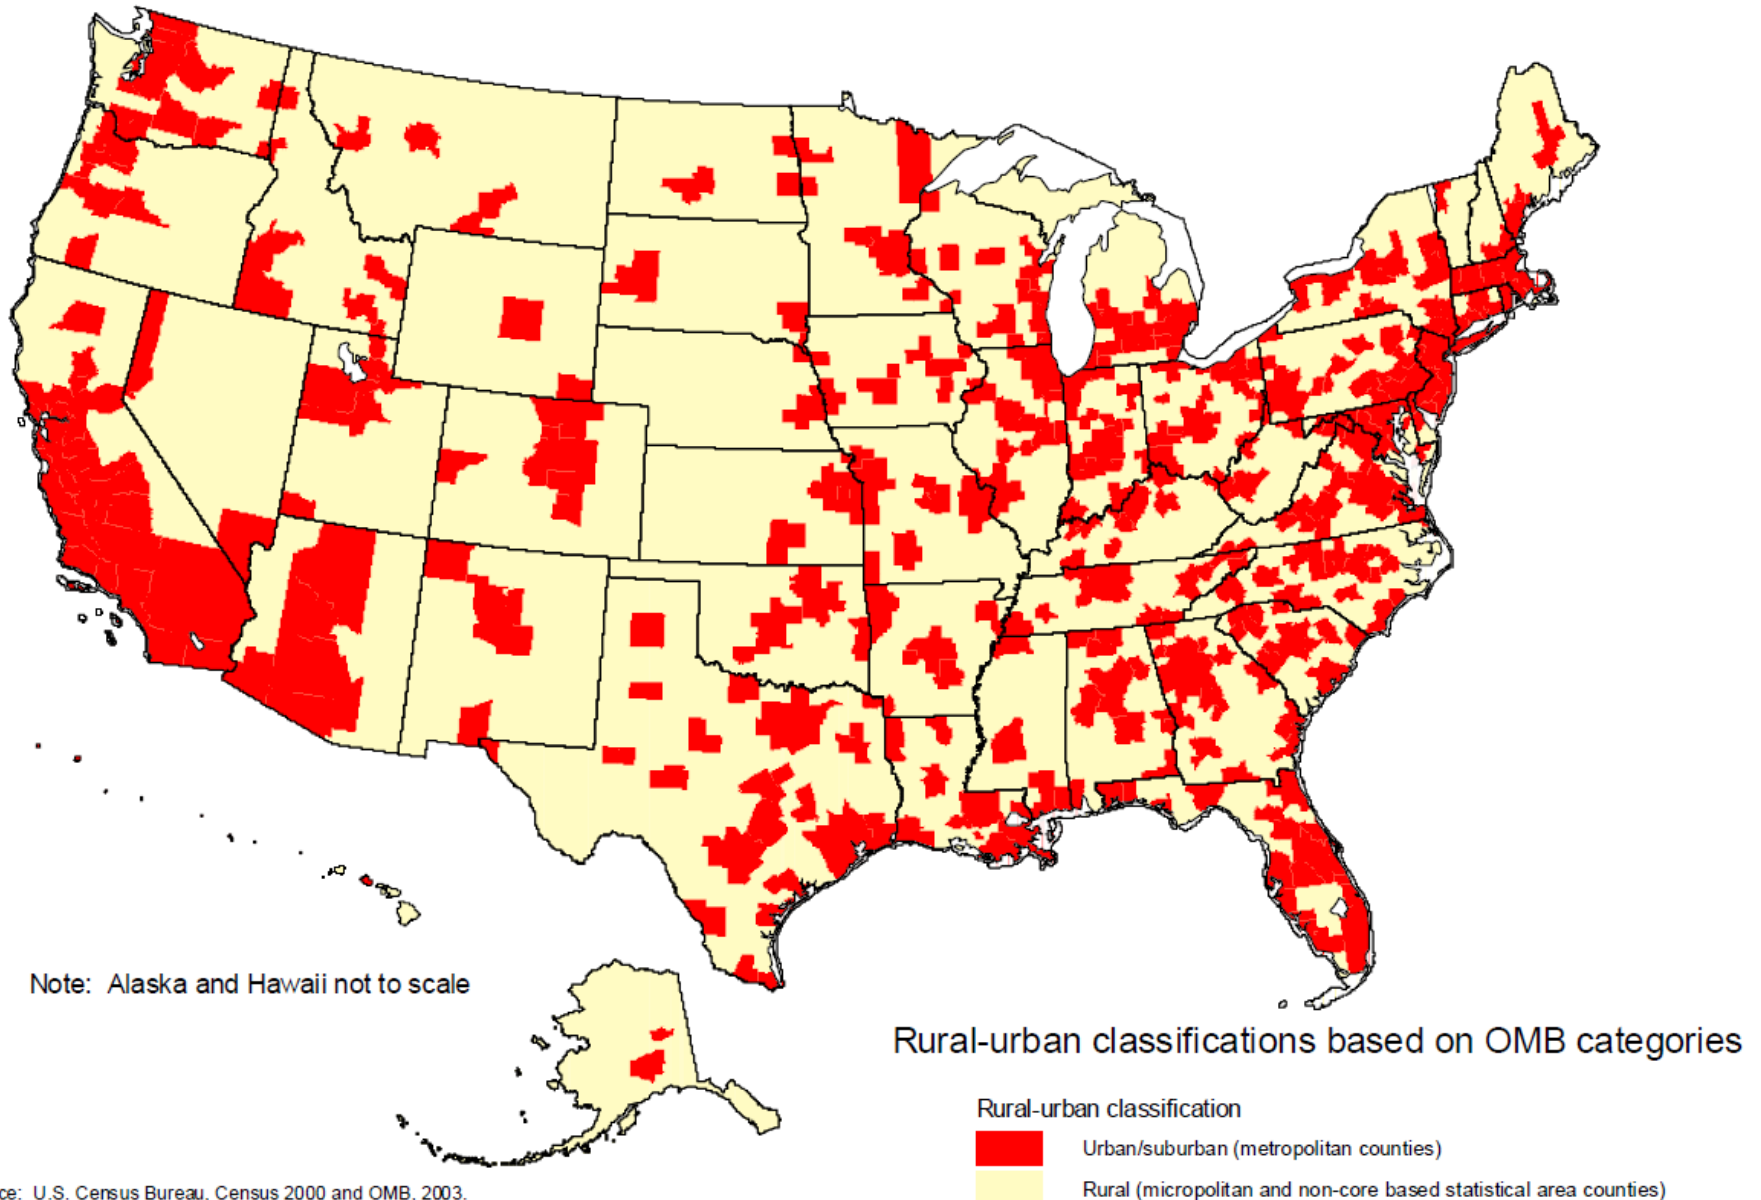 Note: Alaska and Hawaii not to scale
Rural-urban classifications based on OMB categories
Rural-urban classification
Urban/suburban (metropolitan counties)
Rural (micropolitan and non-core based statistical area counties)
ce: U.S. Census Bureau, Census 2000 and OMB, 2003.